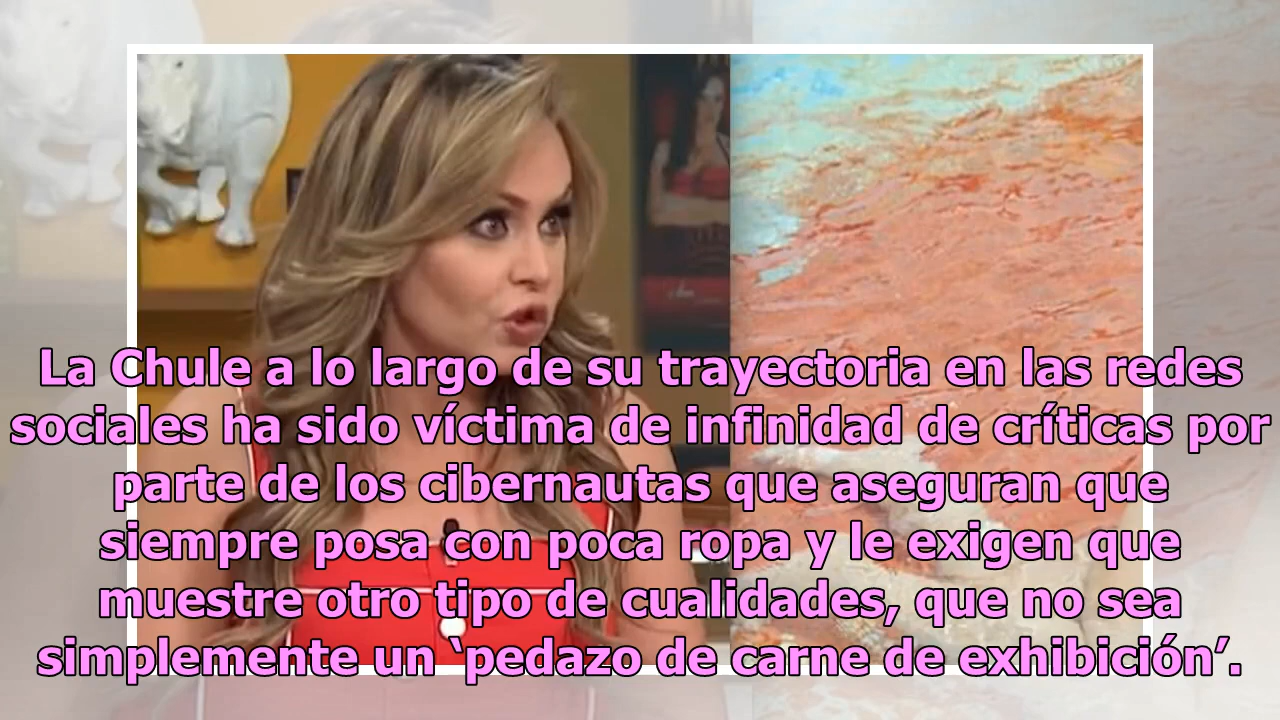 La Chule a lo largo de su trayectoria en las redes
sociales ha sido víctima de infinidad de críticas por
parte de los cibernautas que aseguran que
siempre posa con poca ropa y le exigen que
muestre otro tipo de cualidades, que no sea
simplemente un ‘pedazo de carne de exhibición’.